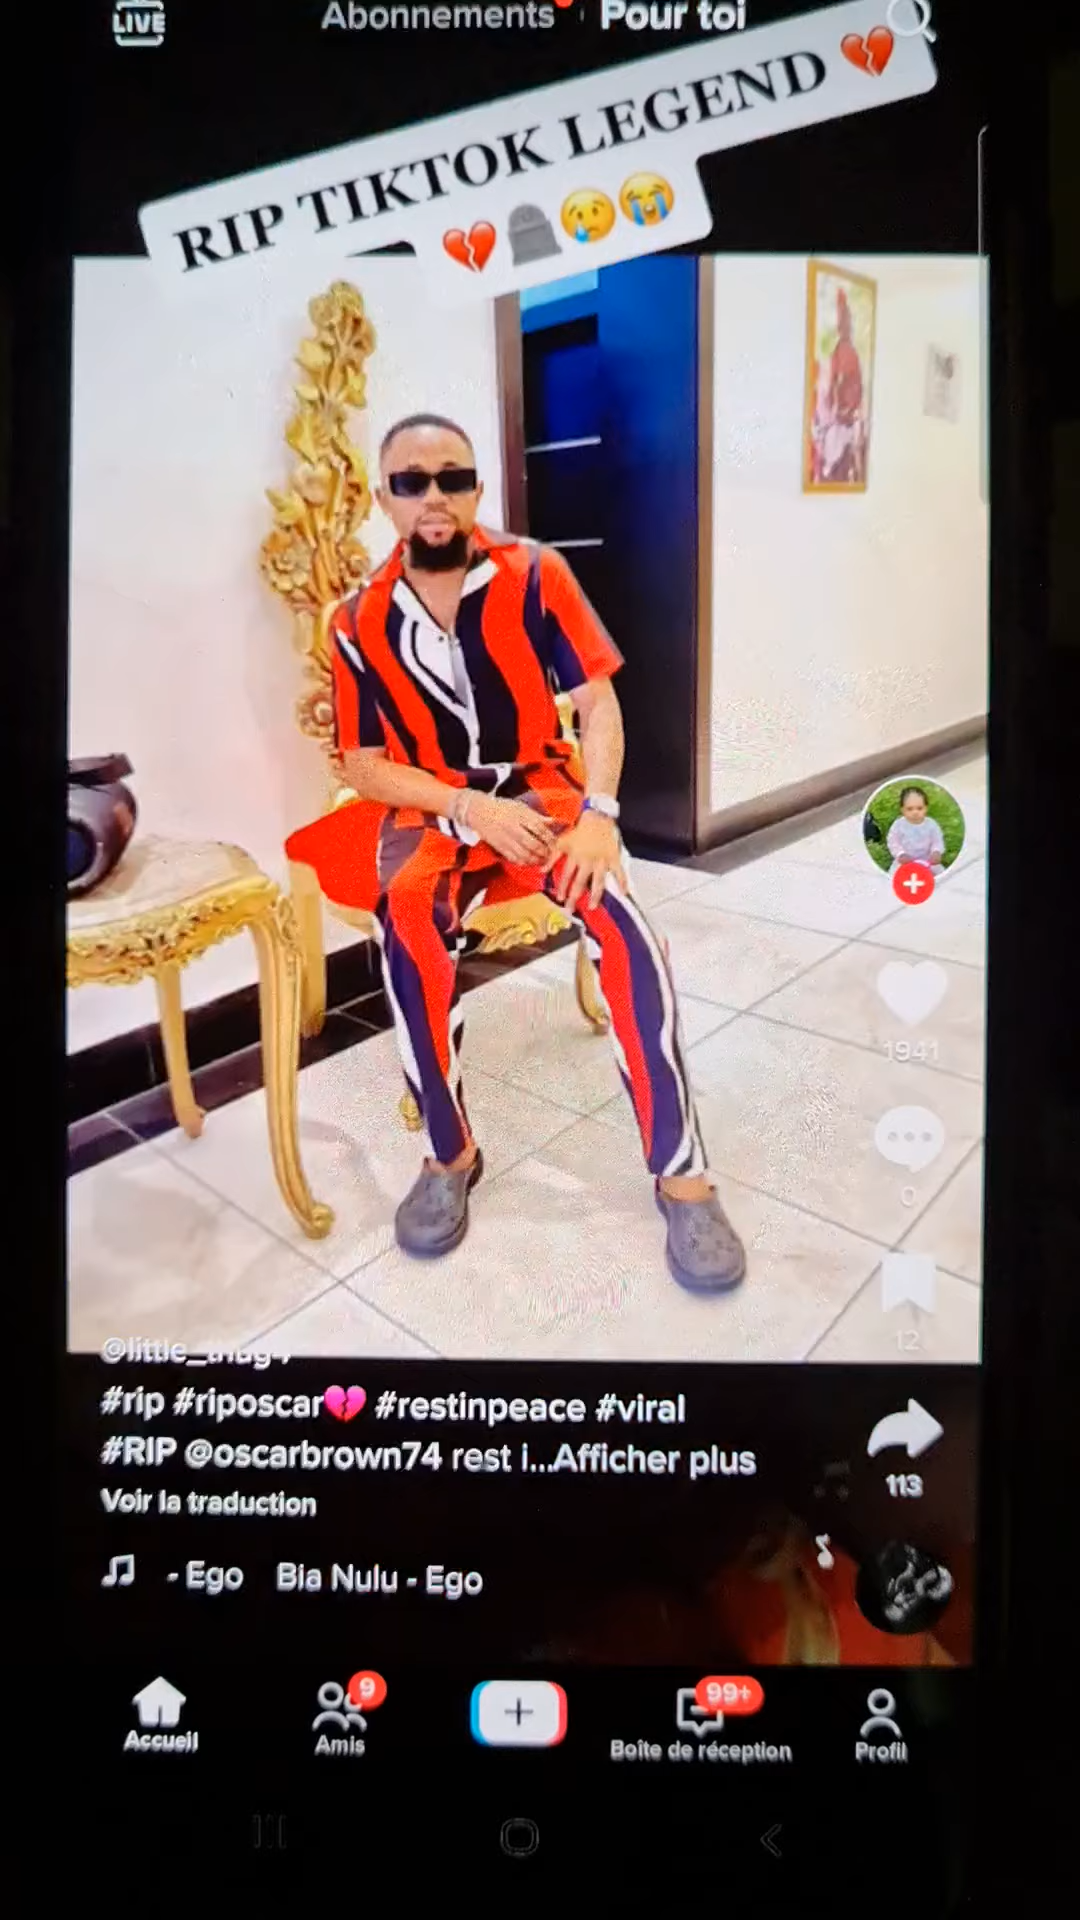 LIVE
Abonnements
Pour toi
RIP TIKTOK LEGEND 💔
💔🪦😢😭
1941
0
12
#rip #riposcar💔 #restinpeace #viral
#RIP @oscarbrown74 rest i...Afficher plus
Voir la traduction
113
- Ego Bia Nulu - Ego
Accueil
9
Amis
99+
Boîte de réception
Profil